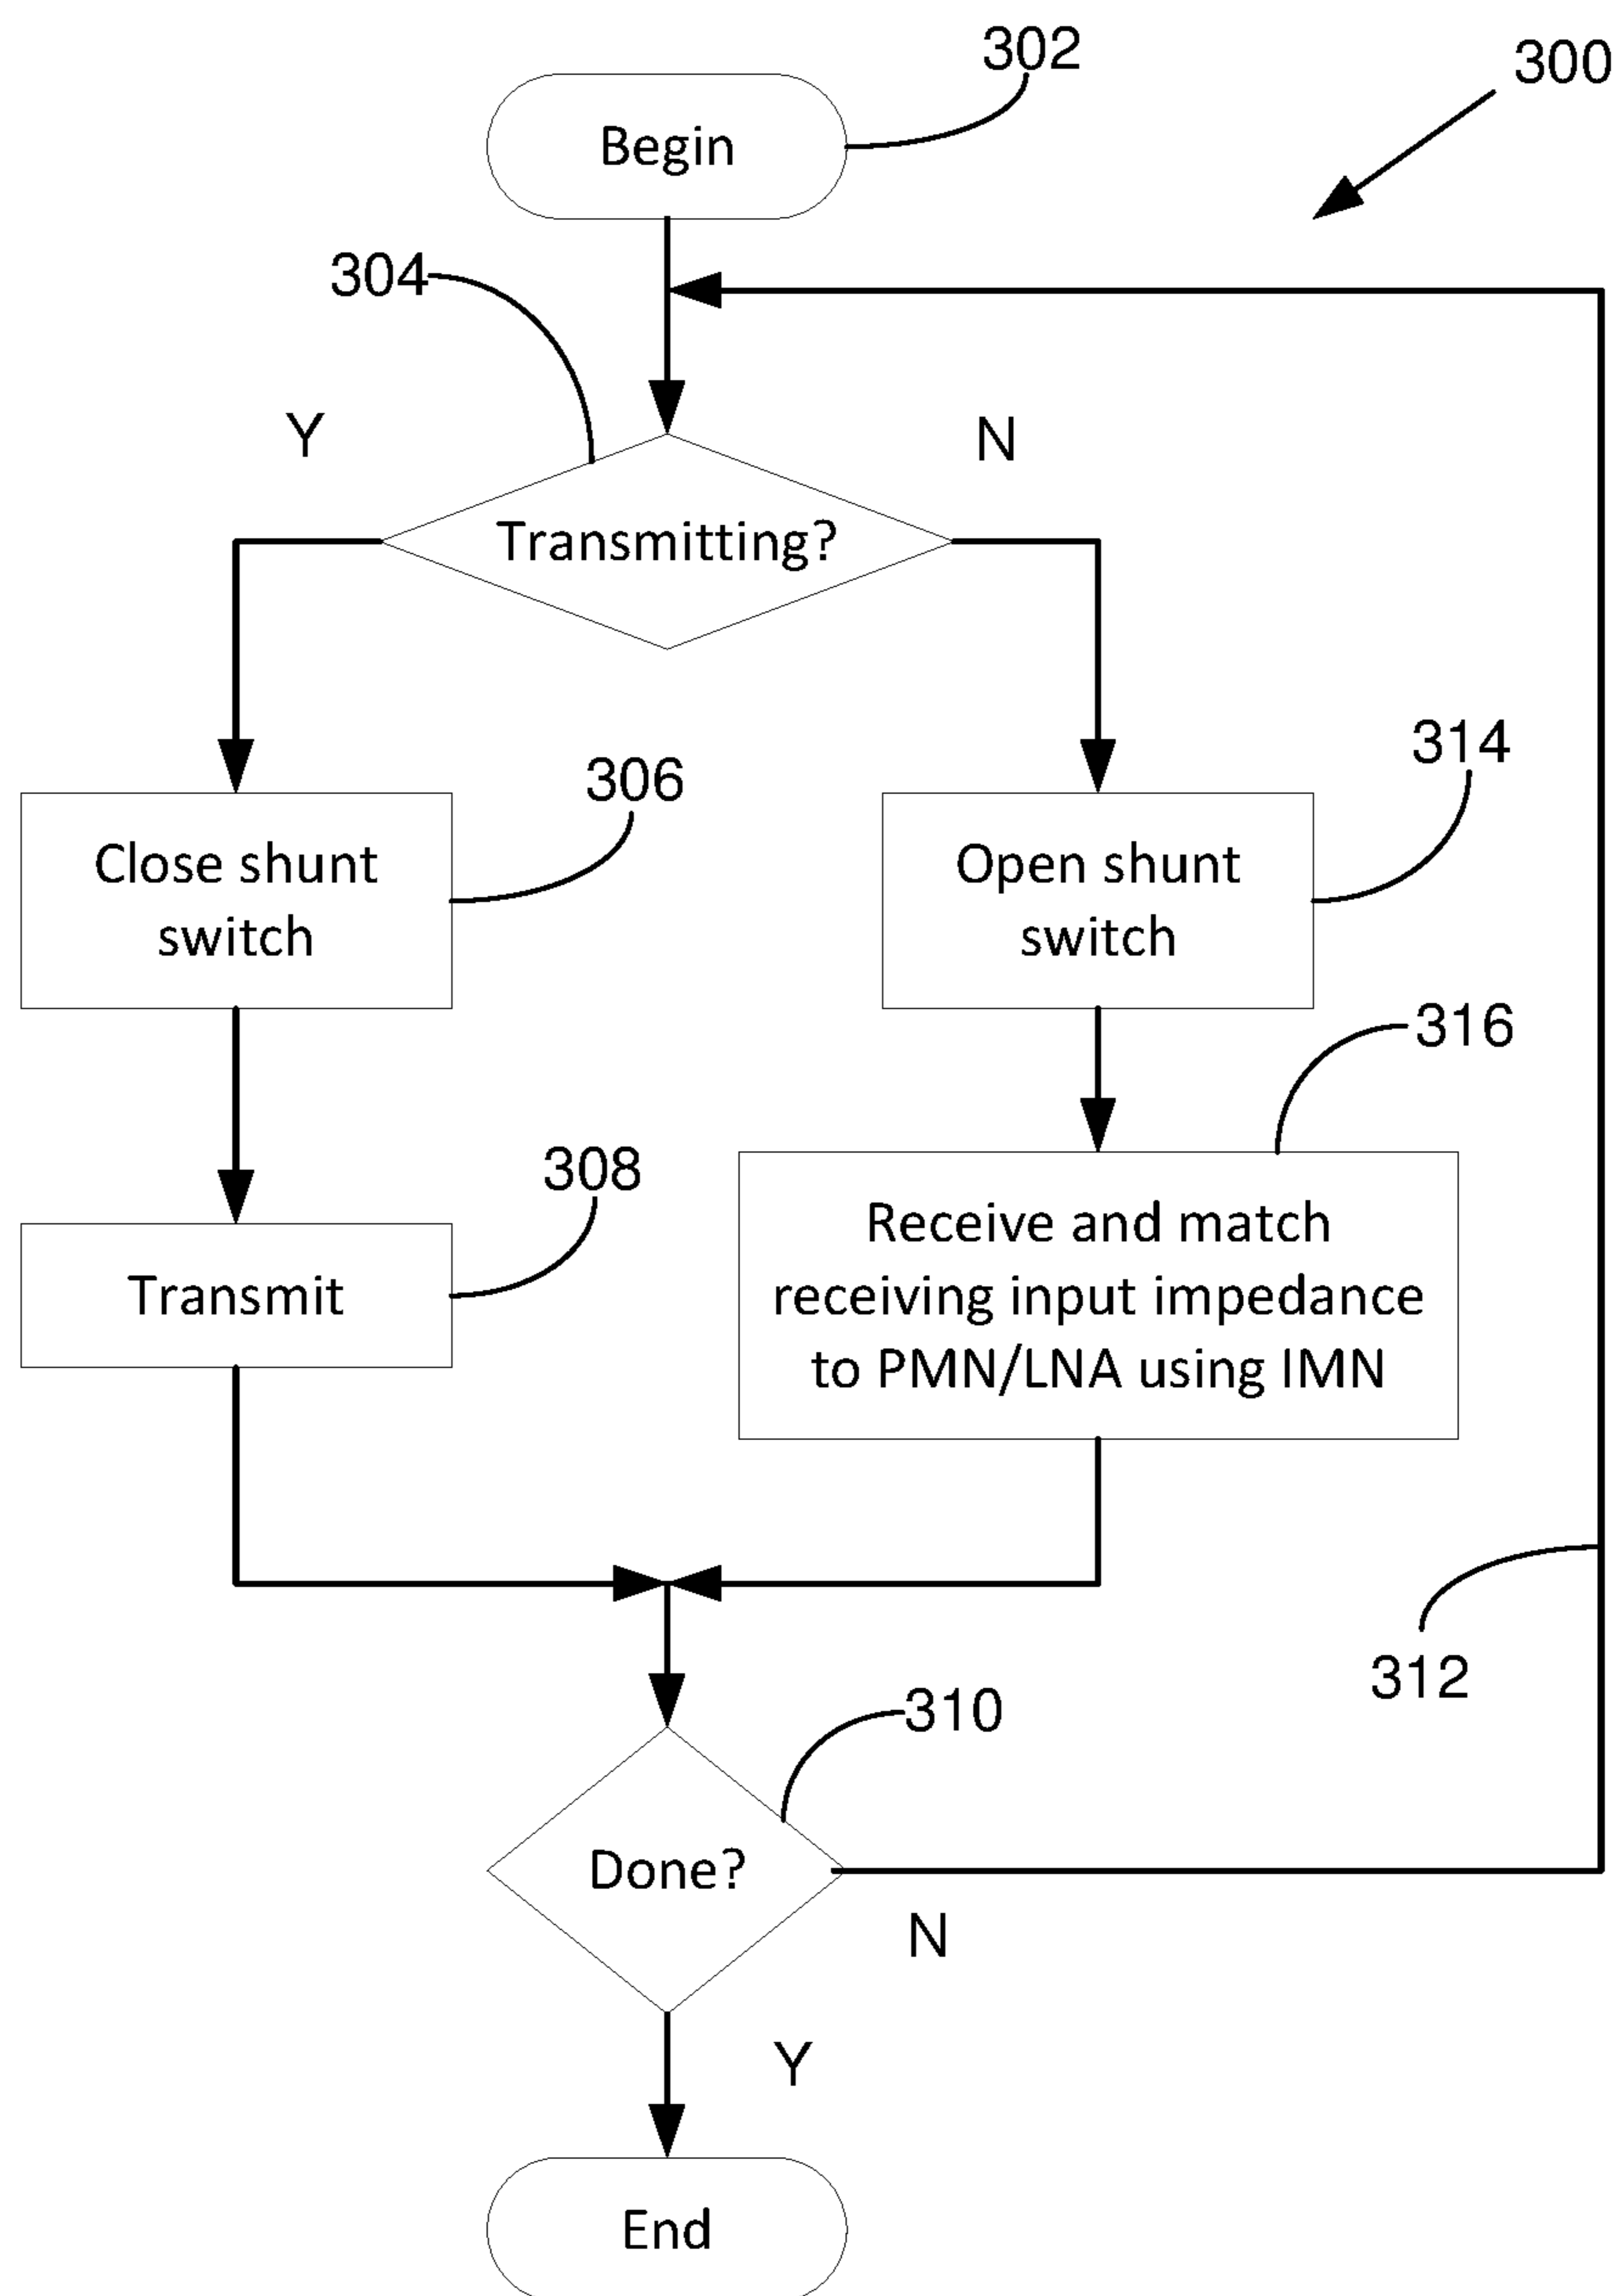 302
300
Begin
304
Y
N
Transmitting?
306
314
Close shunt
switch
Open shunt
switch
316
308
Transmit
Receive and match
receiving input impedance
to PMN/LNA using IMN
312
310
Done?
N
Y
End